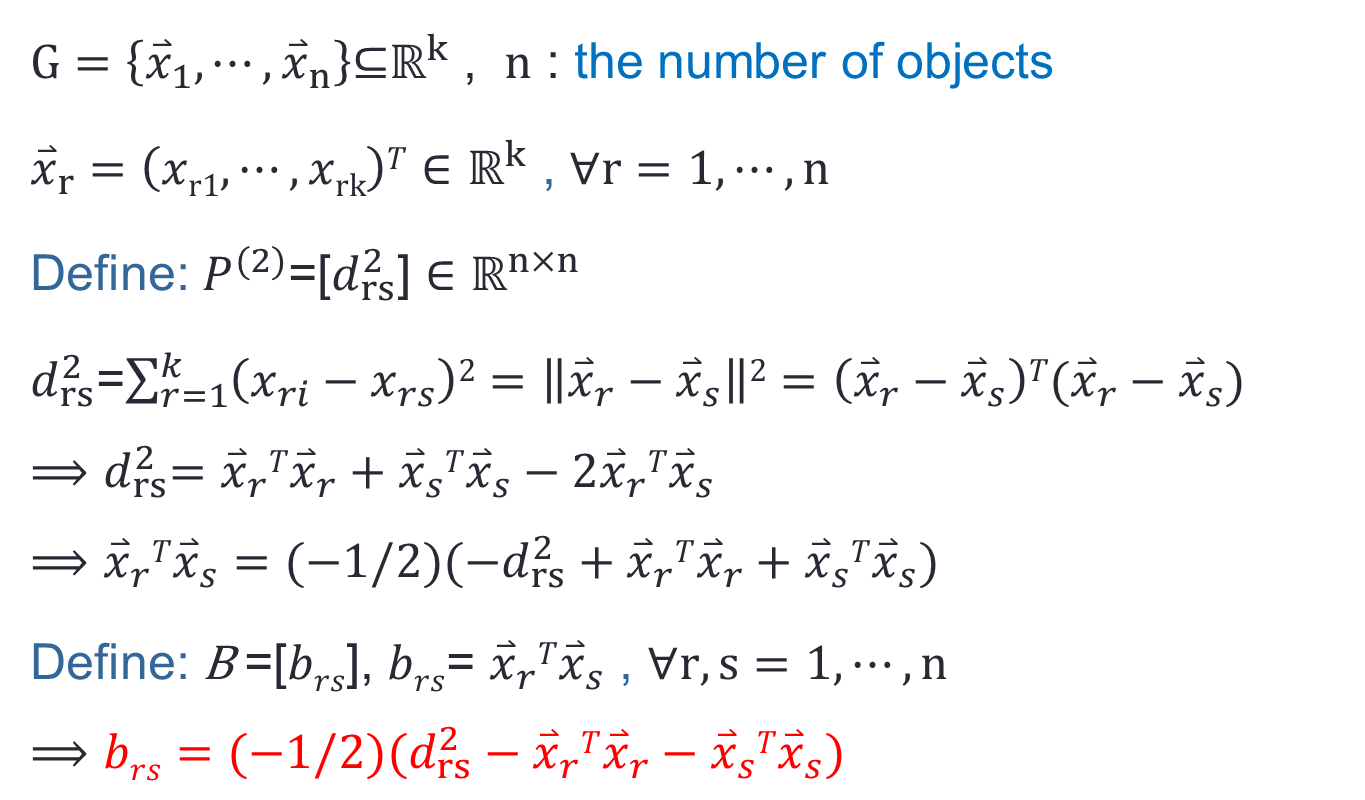 G = {x⃗₁, ⋯ , x⃗ₙ}⊆ℝᵏ , n : the number of objects
x⃗ᵣ = (xᵣ₁, ⋯ , xᵣₖ)ᵀ ∈ ℝᵏ , ∀r = 1, ⋯ , n
Define: P⁽²⁾=[d²ᵣₛ] ∈ ℝⁿˣⁿ
d²ᵣₛ=∑ᵏᵣ₌₁(xᵣᵢ − xᵣₛ)² = ‖x⃗ᵣ − x⃗ₛ‖² = (x⃗ᵣ − x⃗ₛ)ᵀ(x⃗ᵣ − x⃗ₛ)
⟹ d²ᵣₛ= x⃗ᵣᵀx⃗ᵣ + x⃗ₛᵀx⃗ₛ − 2x⃗ᵣᵀx⃗ₛ
⟹ x⃗ᵣᵀx⃗ₛ = (−1/2)(−d²ᵣₛ + x⃗ᵣᵀx⃗ᵣ + x⃗ₛᵀx⃗ₛ)
Define: B=[bᵣₛ], bᵣₛ= x⃗ᵣᵀx⃗ₛ , ∀r, s = 1, ⋯ , n
⟹ bᵣₛ = (−1/2)(d²ᵣₛ − x⃗ᵣᵀx⃗ᵣ − x⃗ₛᵀx⃗ₛ)